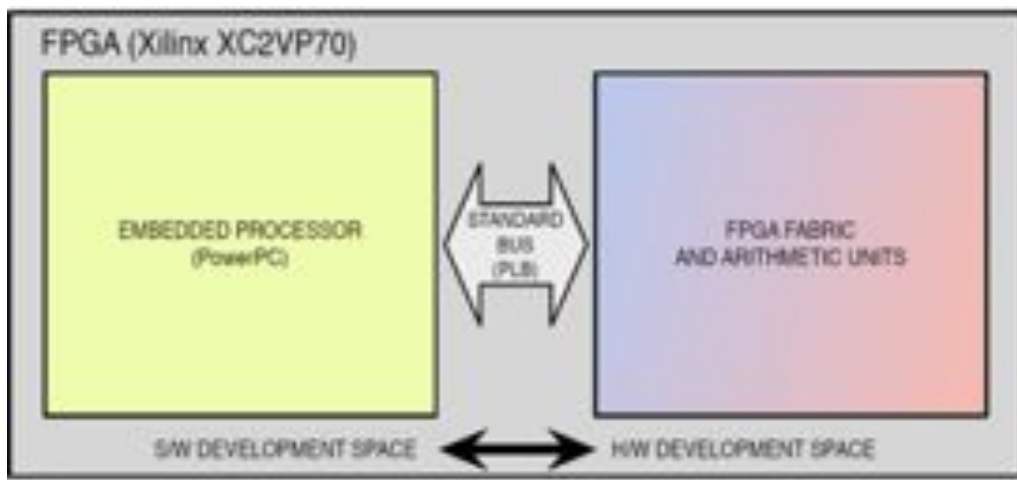 FPGA (Xilinx XC2VP70)
EMBEDDED PROCESSOR
(PowerPC)
STANDARD
BUS
(PLB)
FPGA FABRIC
AND ARITHMETIC UNITS
S/W DEVELOPMENT SPACE
H/W DEVELOPMENT SPACE